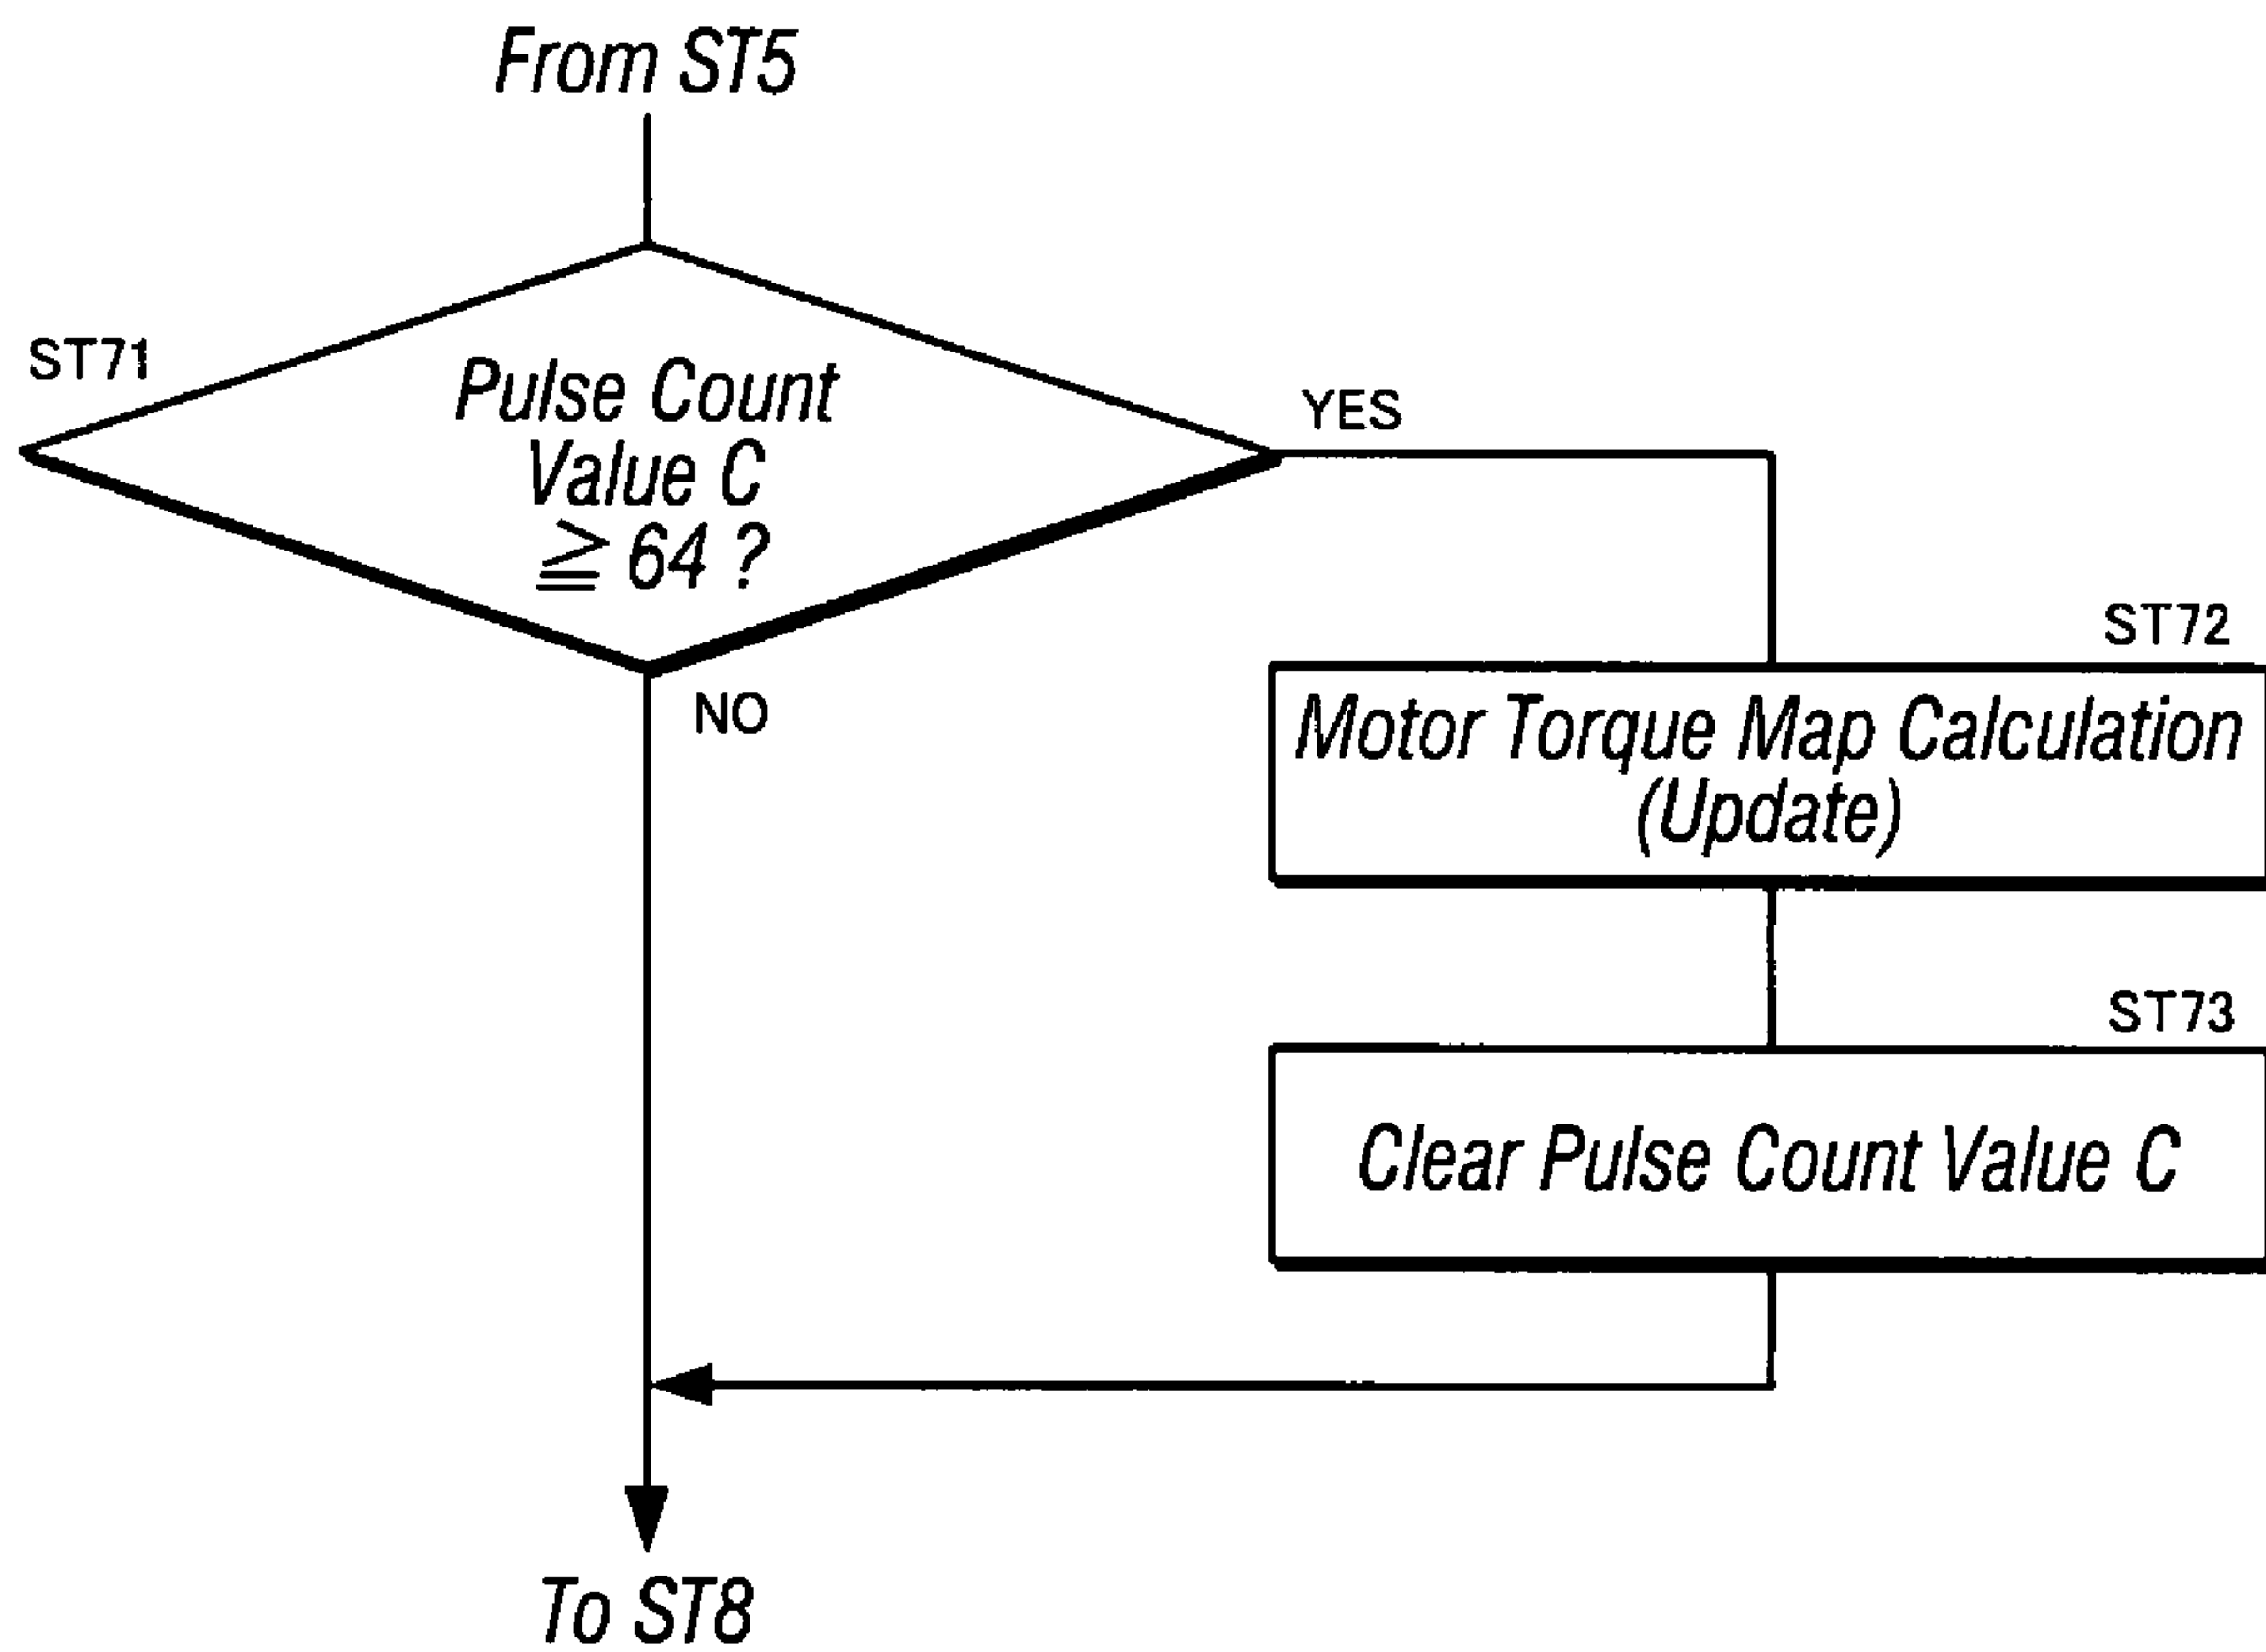 From ST5
ST71
Pulse Count
Value C
≧ 64 ?
YES
NO
ST72
Motor Torque Map Calculation
(Update)
ST73
Clear Pulse Count Value C
To ST8